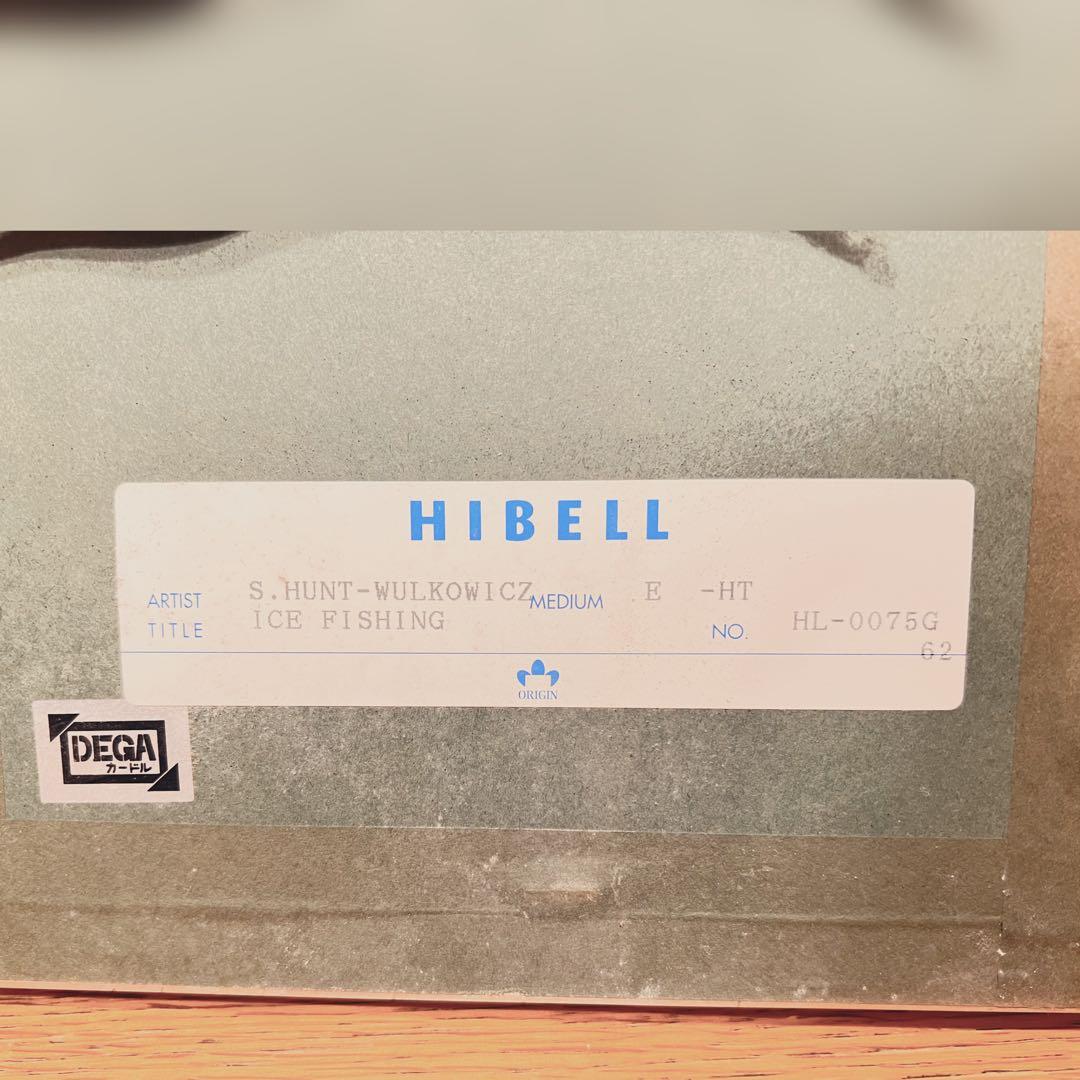 HIBELL
ARTIST S.HUNT-WULKOWICZ MEDIUM E -HT
TITLE ICE FISHING NO. HL-0075G
62
ORIGIN
DEGA
カードル